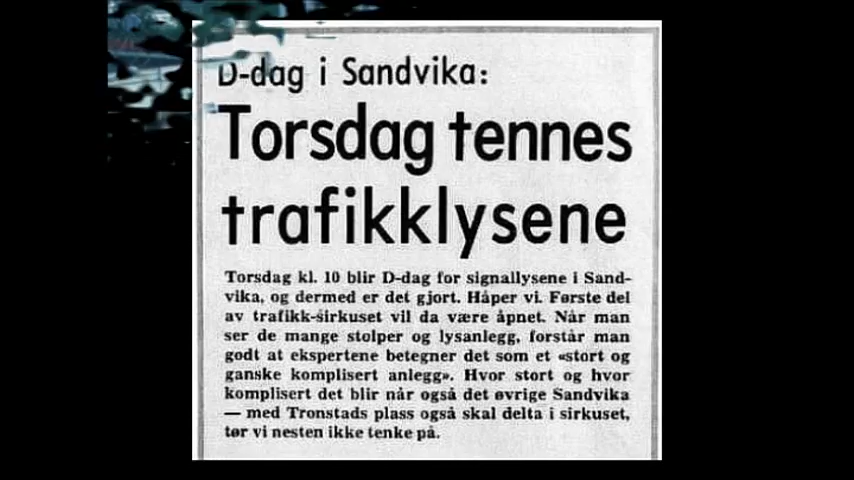 D-dag i Sandvika:
Torsdag tennes
trafikklysene
Torsdag kl. 10 blir D-dag for signallysene i Sand-
vika, og dermed er det gjort. Håper vi. Første del
av trafikk-sirkuset vil da være åpnet. Når man
ser de mange stolper og lysanlegg, forstår man
godt at ekspertene betegner det som et «stort og
ganske komplisert anlegg». Hvor stort og hvor
komplisert det blir når også det øvrige Sandvika
— med Tronstads plass også skal delta i sirkuset,
tør vi nesten ikke tenke på.